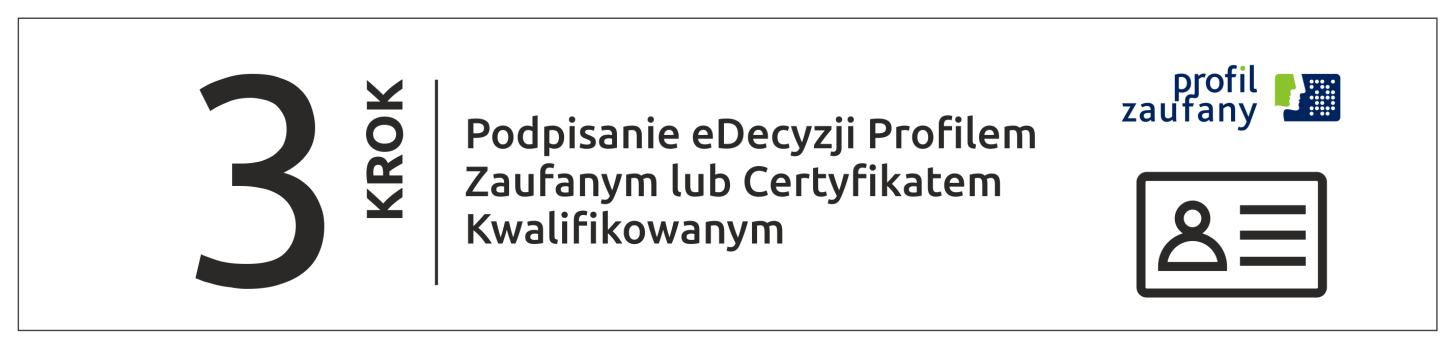 3
KROK
Podpisanie eDecyzji Profilem
Zaufanym lub Certyfikatem
Kwalifikowanym
profil
zaufany